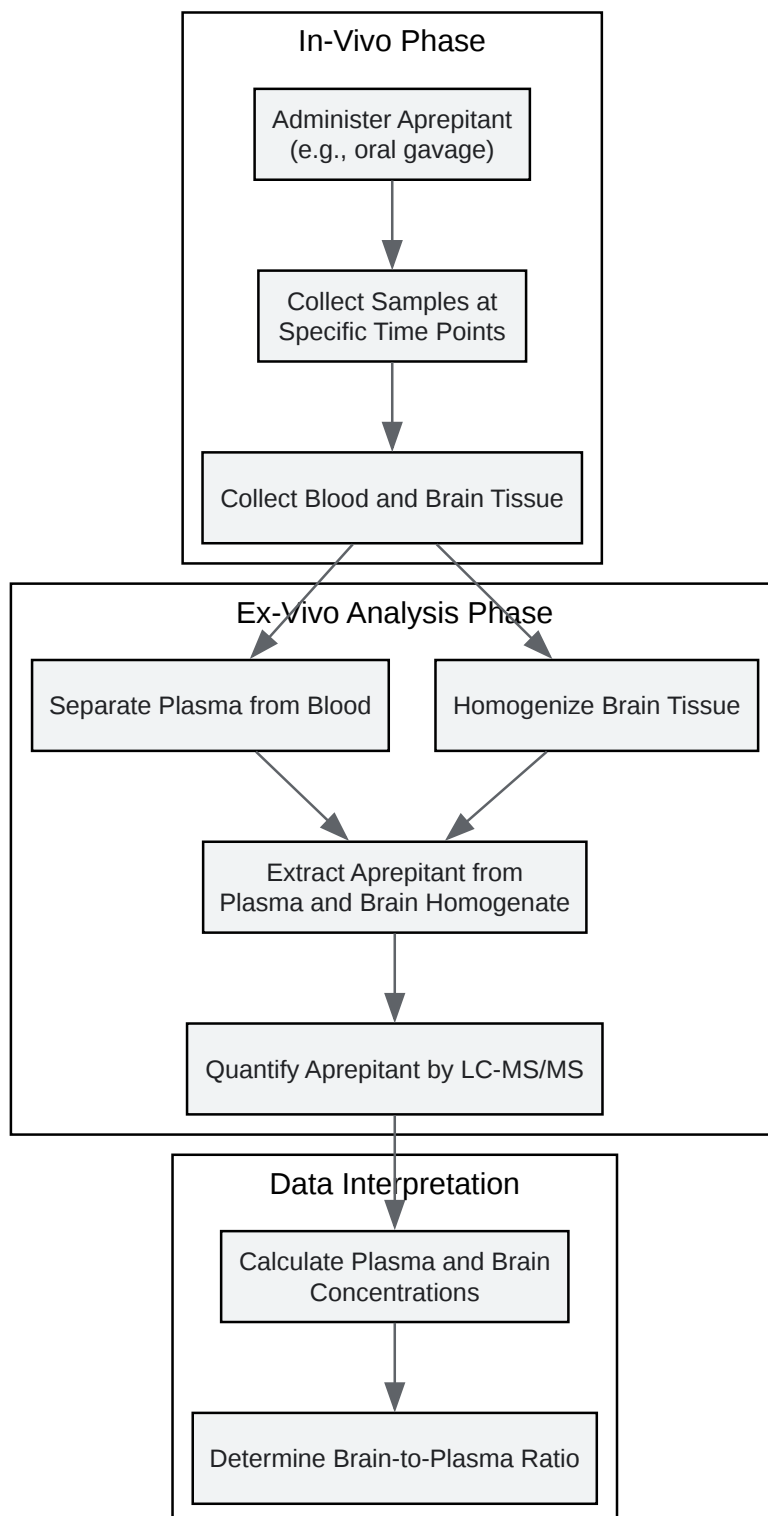 In-Vivo Phase
Administer Aprepitant
(e.g., oral gavage)
Collect Samples at
Specific Time Points
Collect Blood and Brain Tissue
Ex-Vivo Analysis Phase
Separate Plasma from Blood
Homogenize Brain Tissue
Extract Aprepitant from
Plasma and Brain Homogenate
Quantify Aprepitant by LC-MS/MS
Data Interpretation
Calculate Plasma and Brain
Concentrations
Determine Brain-to-Plasma Ratio